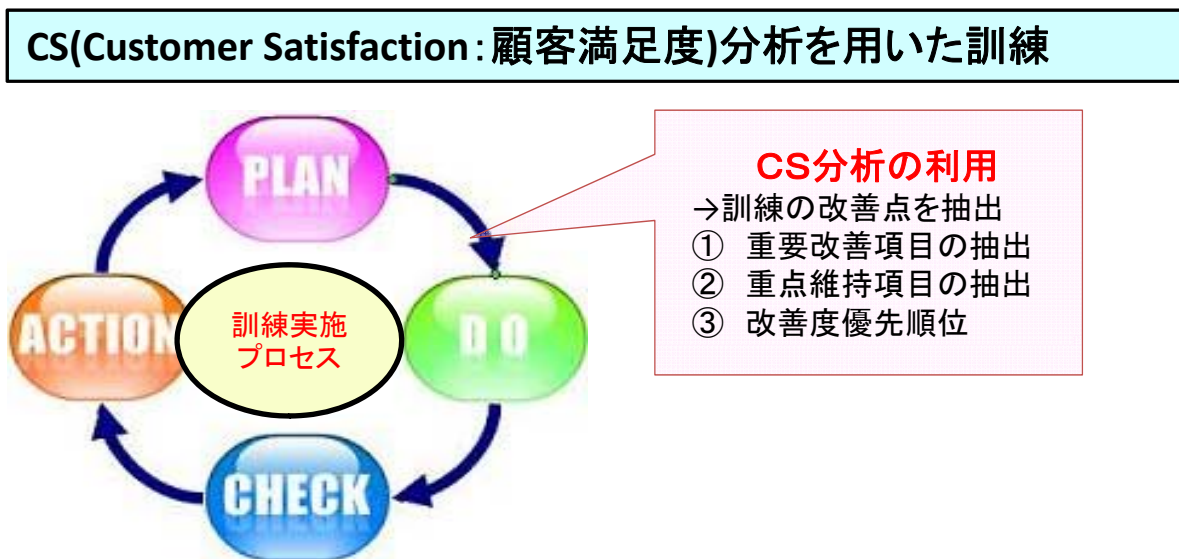 CS(Customer Satisfaction:顧客満足度)分析を用いた訓練
PLAN
CS分析の利用
→訓練の改善点を抽出
① 重要改善項目の抽出
② 重点維持項目の抽出
③ 改善度優先順位
ACTION
訓練実施
プロセス
DO
CHECK